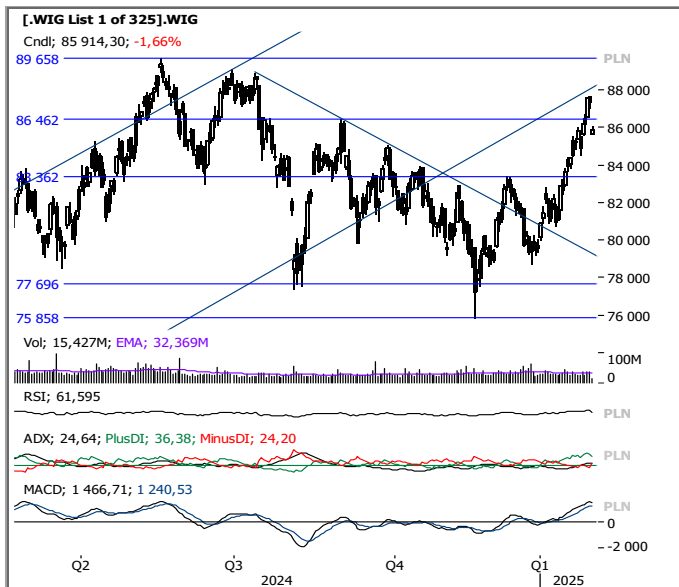 [.WIG List 1 of 325].WIG
Cndl; 85 914,30; -1,66%
89 658
PLN
88 000
86 462
86 000
84 000
83 362
82 000
80 000
78 000
77 696
76 000
75 858
Vol; 15,427M; EMA; 32,369M
100M
0
RSI; 61,595
PLN
ADX; 24,64; PlusDI; 36,38; MinusDI; 24,20
PLN
MACD; 1 466,71; 1 240,53
PLN
0
-2 000
Q2 Q3 Q4 Q1
2024 2025